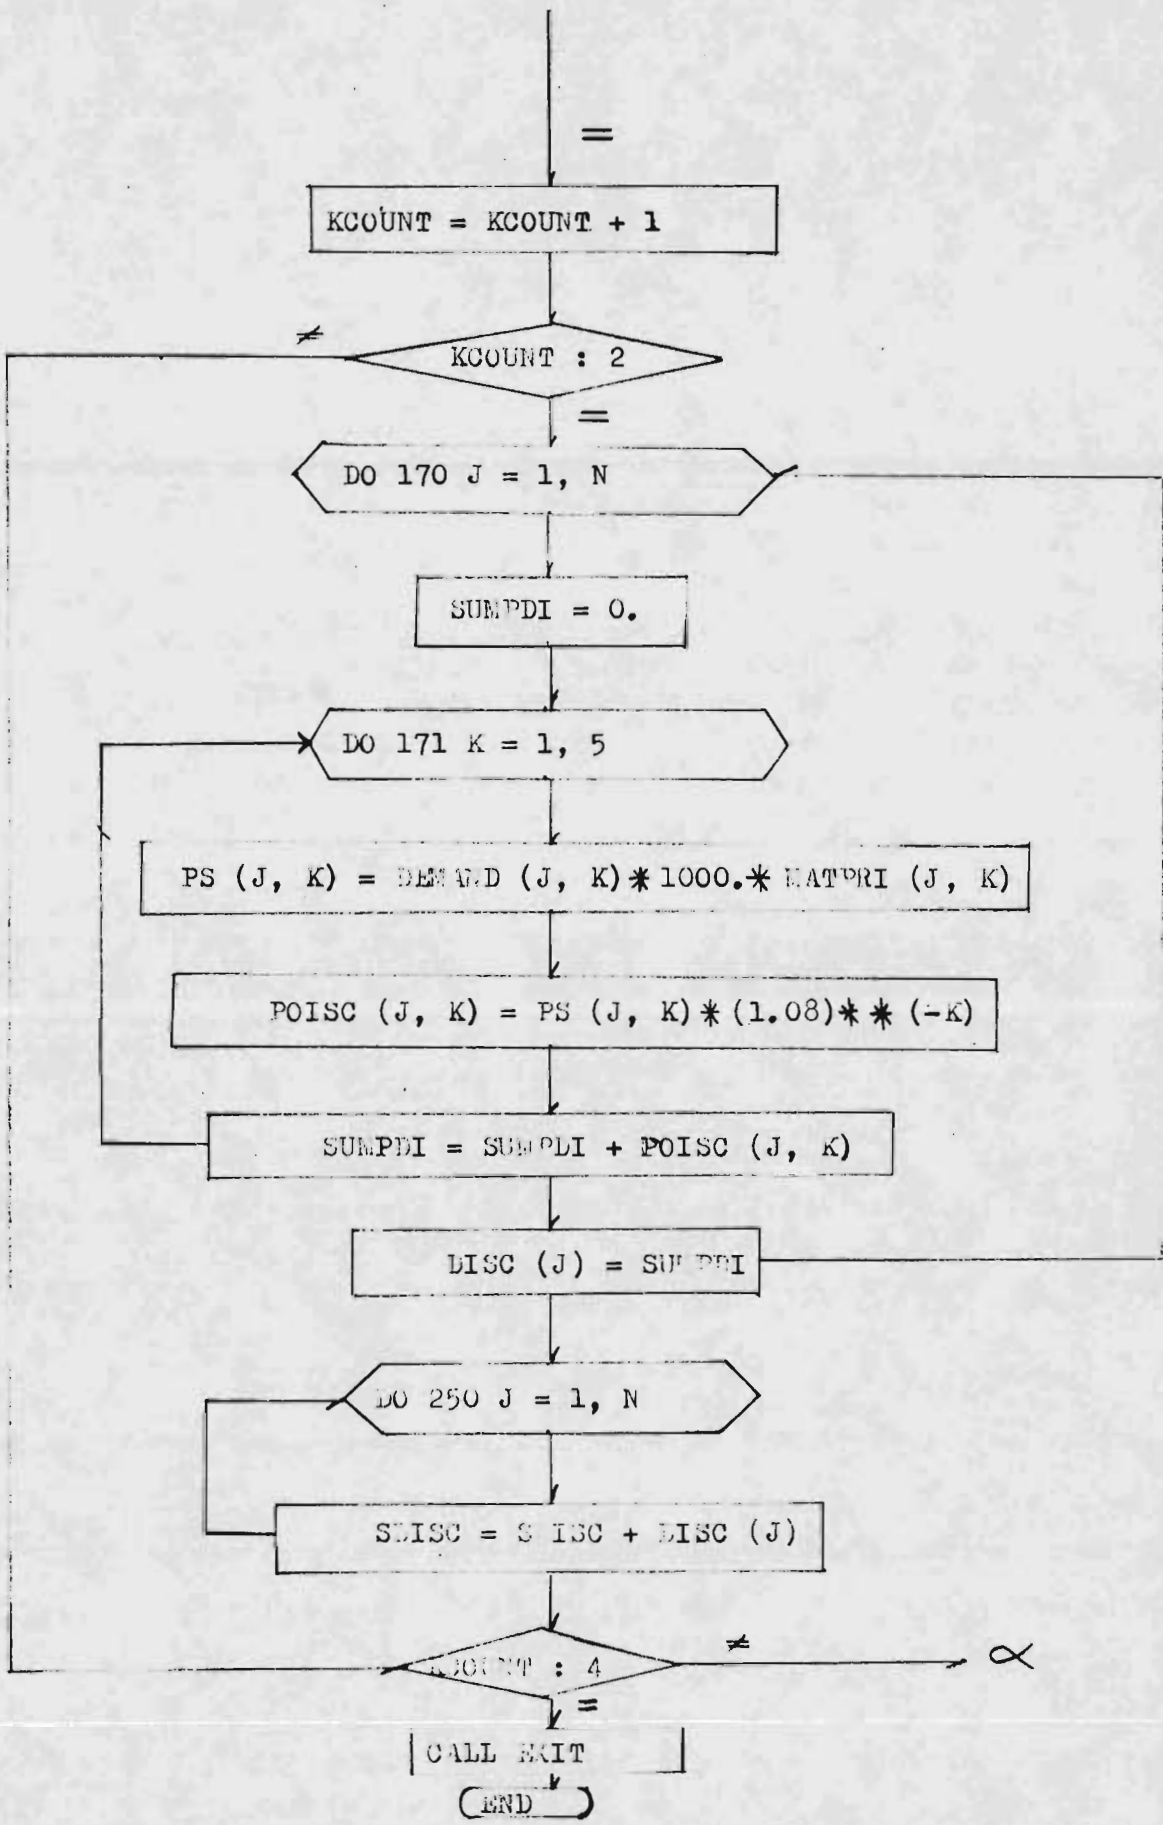 =
KCOUNT = KCOUNT + 1
≠
KCOUNT : 2
=
DO 170 J = 1, N
SUMPDI = 0.
DO 171 K = 1, 5
PS (J, K) = DEMAND (J, K)*1000.* MATPRI (J, K)
POISC (J, K) = PS (J, K)*(1.08)** (-K)
SUMPDI = SUMPDI + POISC (J, K)
DISC (J) = SUMPDI
DO 250 J = 1, N
SDISC = S ISC + DISC (J)
KCOUNT : 4
≠
∝
=
CALL EXIT
END